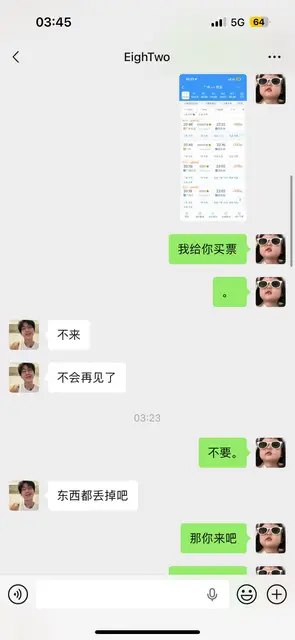 03:45
5G
64
EighTwo
我给你买票
。
不来
不会再见了
03:23
不要。
东西都丢掉吧
那你来吧